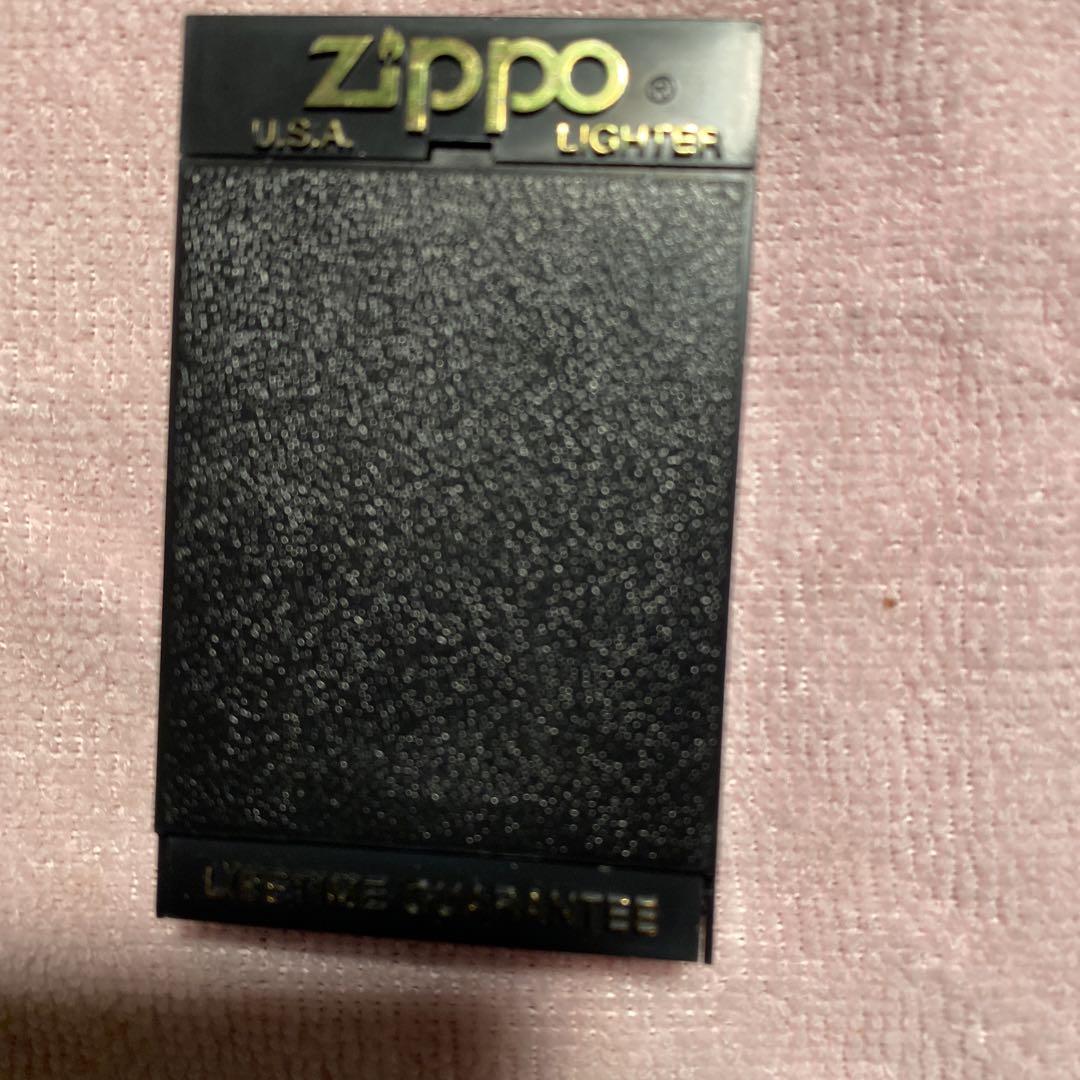 Zippo ®
U.S.A. LIGHTER
LIFETIME GUARANTEE